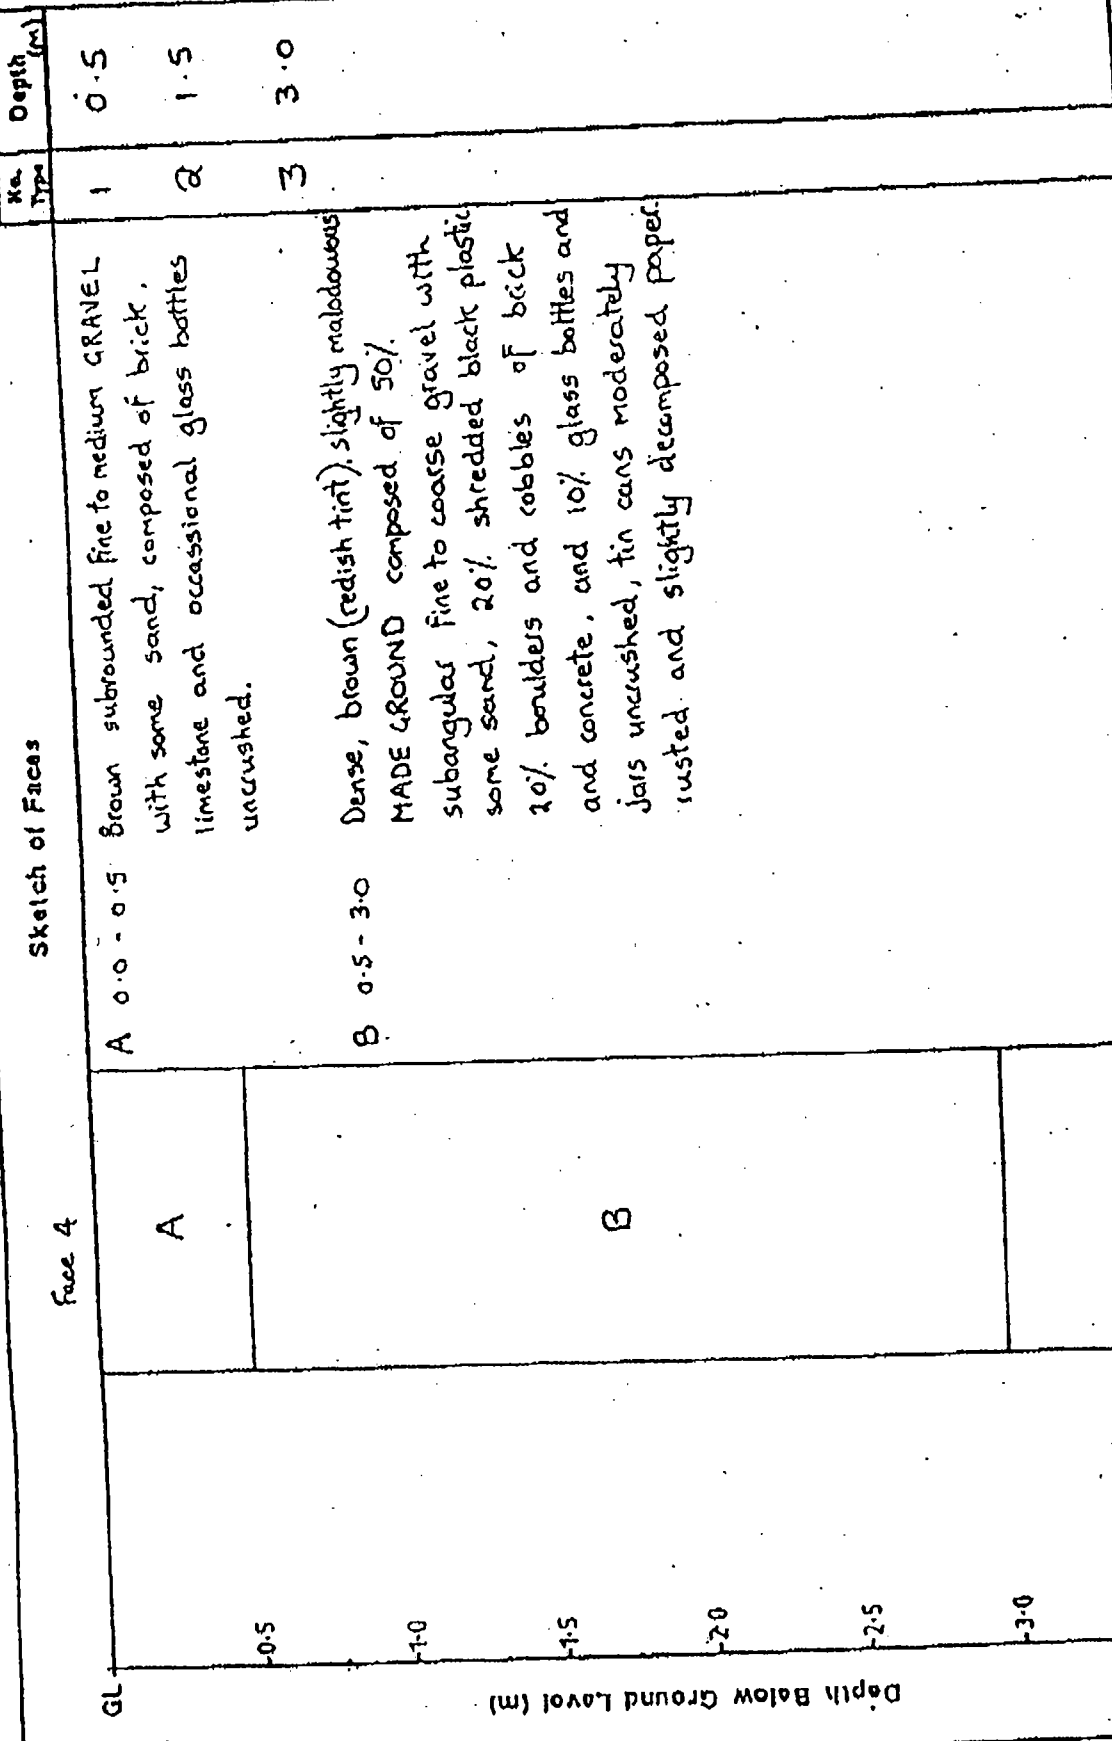 Sketch of Faces
No. Type
Depth (m)
Face 4
GL
0.5
1.0
1.5
2.0
2.5
3.0
Depth Below Ground Level (m)
A
B
A 0.0 - 0.5 Brown subrounded fine to medium GRAVEL
with some sand, composed of brick,
limestone and occassional glass bottles
uncrushed.
B 0.5 - 3.0 Dense, brown (redish tint), slightly malodourous
MADE GROUND composed of 50%
subangular fine to coarse gravel with
some sand, 20% shredded black plastic
20% boulders and cobbles of brick
and concrete, and 10% glass bottles and
jars uncrushed, tin cans moderately
rusted and slightly decomposed paper.
1 0.5
2 1.5
3 3.0